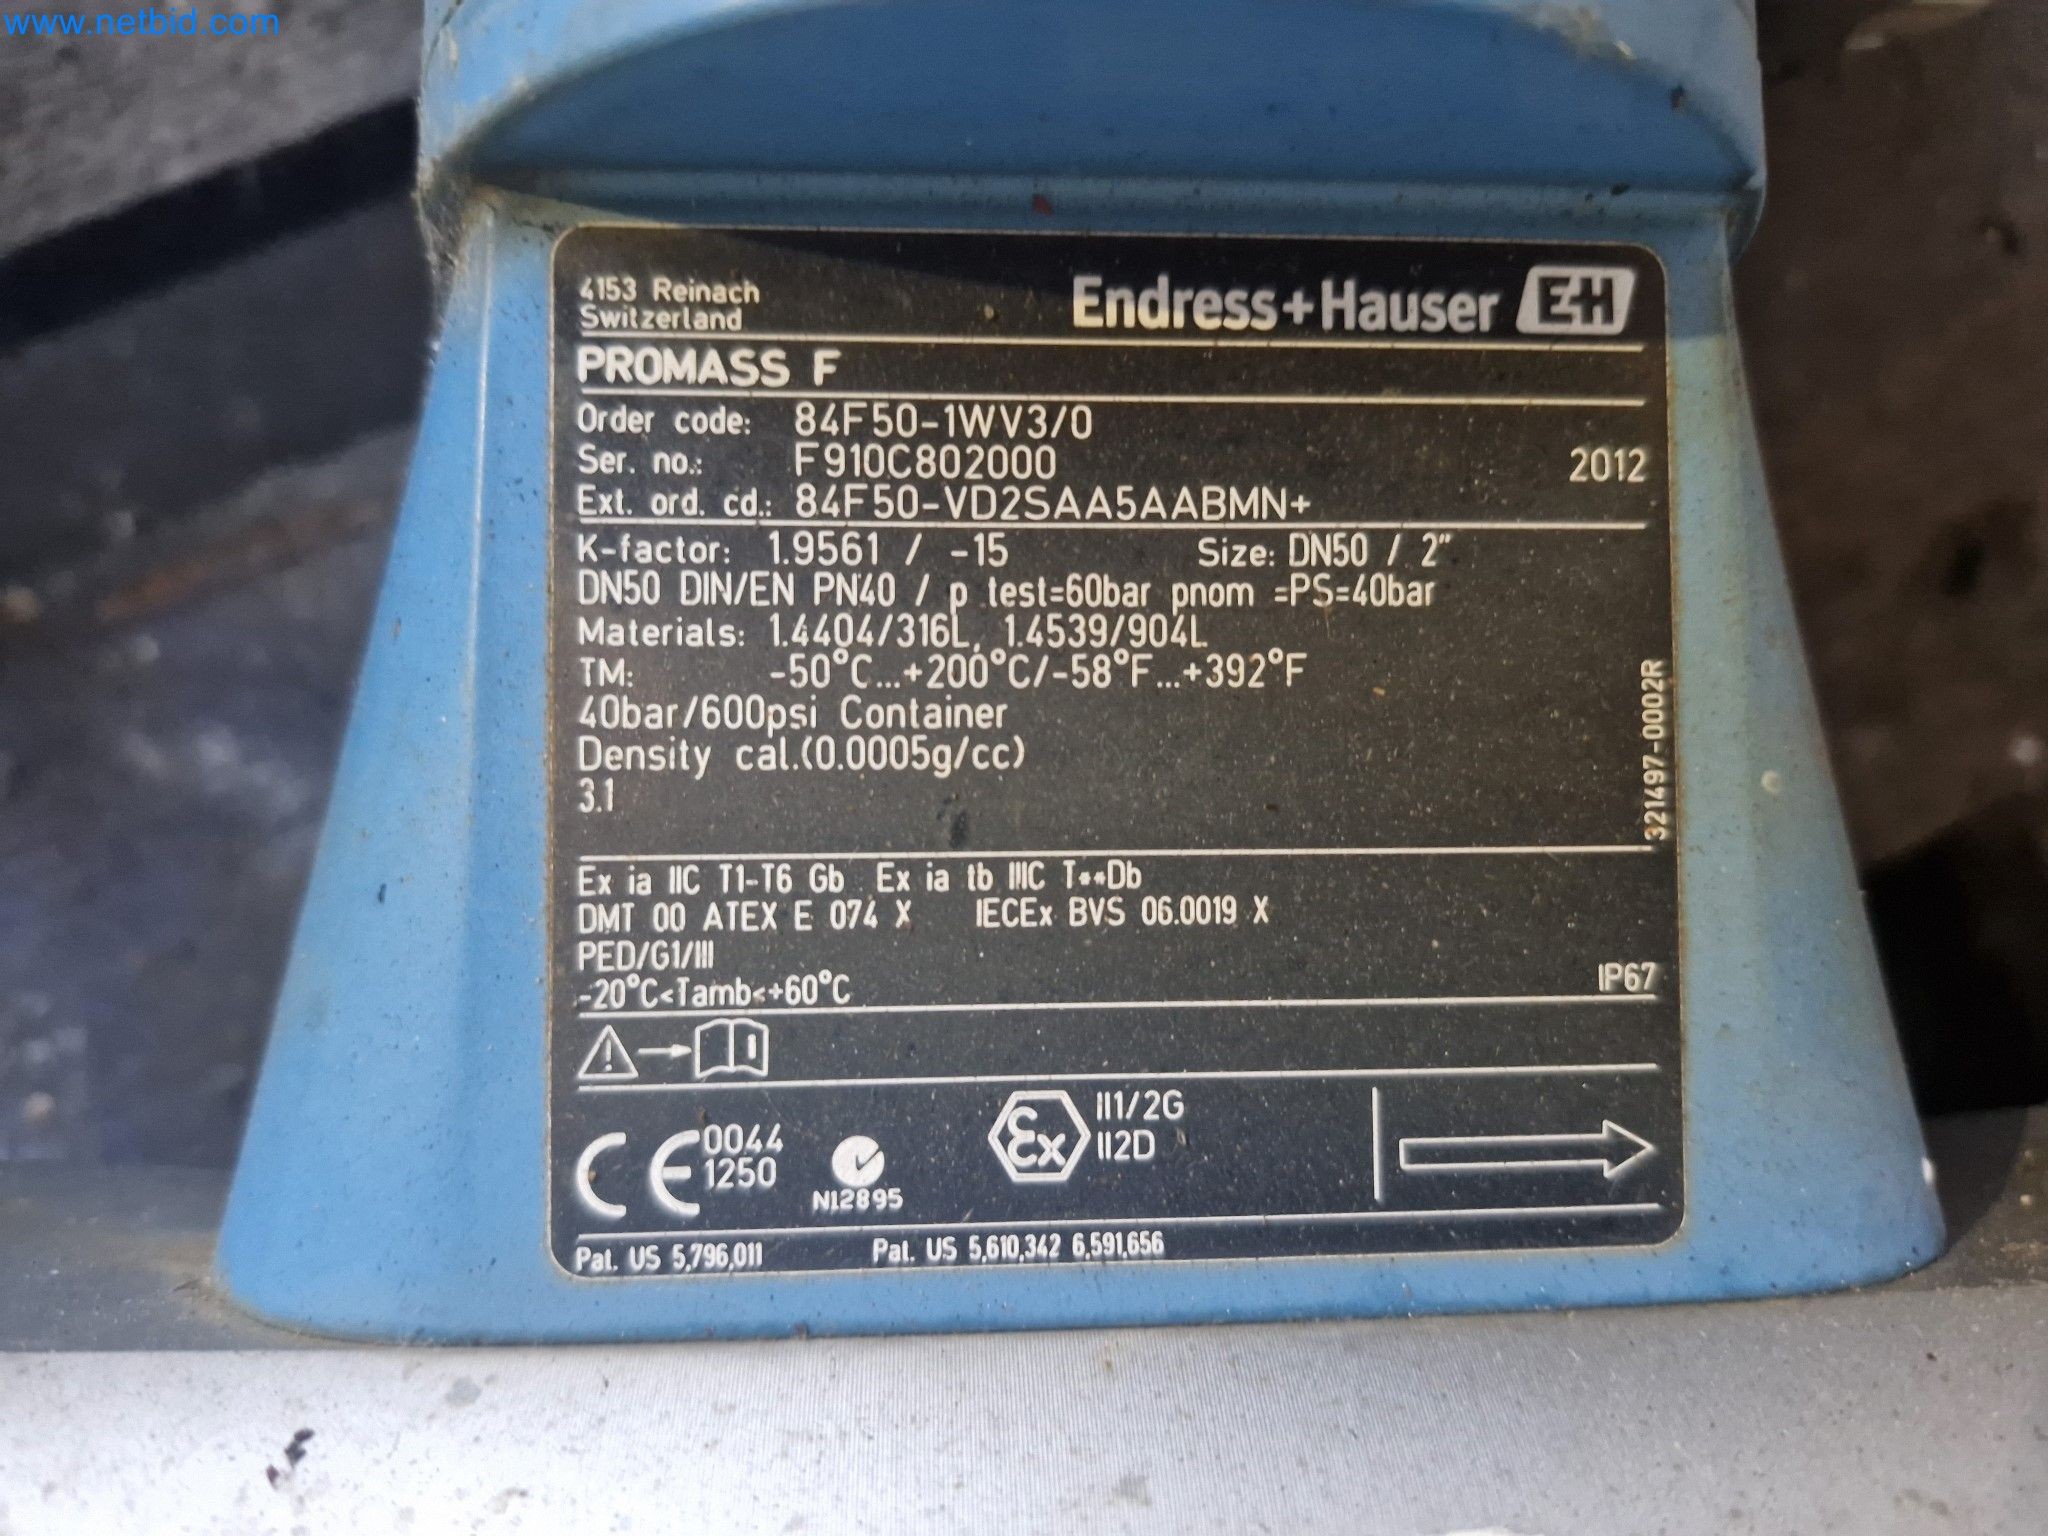 www.netbid.com
4153 Reinach
Switzerland
Endress+Hauser EH
PROMASS F
Order code: 84F50-1WV3/0
Ser. no.: F910C802000 2012
Ext. ord. cd.: 84F50-VD2SAA5AABMN+
K-factor: 1.9561 / -15 Size: DN50 / 2"
DN50 DIN/EN PN40 / p test=60bar pnom =PS=40bar
Materials: 1.4404/316L, 1.4539/904L
TM: -50°C...+200°C/-58°F...+392°F
40bar/600psi Container
Density cal.(0.0005g/cc)
3.1
321497-0002R
Ex ia IIC T1-T6 Gb Ex ia tb IIIC T**Db
DMT 00 ATEX E 074 X IECEx BVS 06.0019 X
PED/G1/III
-20°C<Tamb<+60°C IP67
CE 0044
1250
N12895
Ex II1/2G
II2D
Pat. US 5,796,011 Pat. US 5,610,342 6,591,656